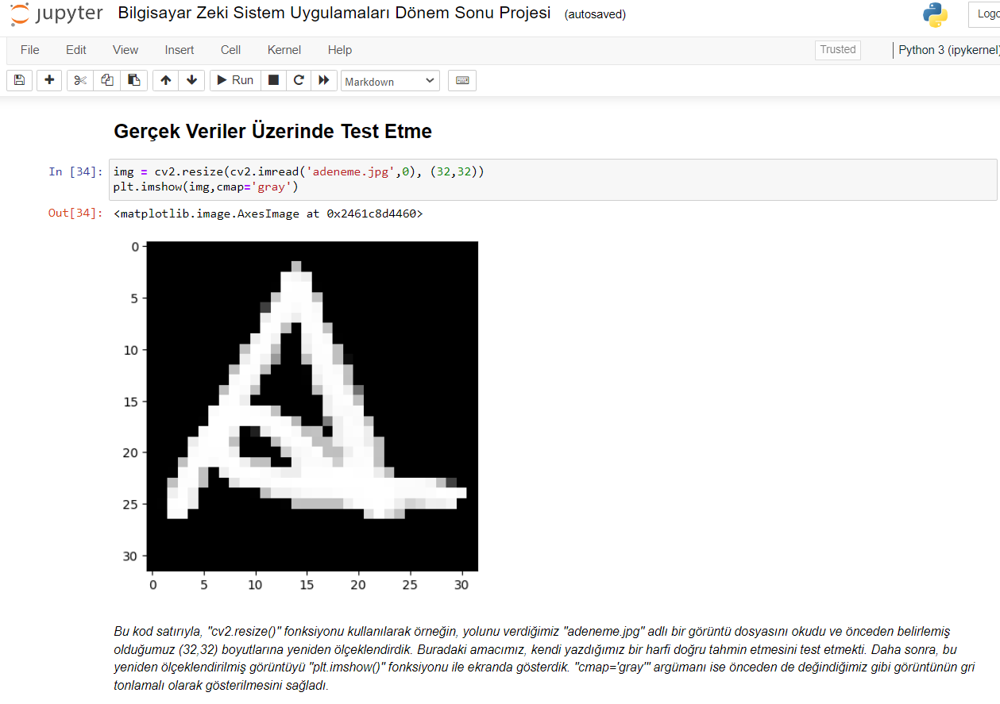 jupyter Bilgisayar Zeki Sistem Uygulamaları Dönem Sonu Projesi (autosaved)
File Edit View Insert Cell Kernel Help Trusted Python 3 (ipykernel)
Run Markdown
Gerçek Veriler Üzerinde Test Etme
In [34]: img = cv2.resize(cv2.imread('adeneme.jpg',0), (32,32))
plt.imshow(img,cmap='gray')
Out[34]: <matplotlib.image.AxesImage at 0x2461c8d4460>
0
5
10
15
20
25
30
0 5 10 15 20 25 30
Bu kod satırıyla, "cv2.resize()" fonksiyonu kullanılarak örneğin, yolunu verdiğimiz "adeneme.jpg" adlı bir görüntü dosyasını okudu ve önceden belirlemiş
olduğumuz (32,32) boyutlarına yeniden ölçeklendirdik. Buradaki amacımız, kendi yazdığımız bir harfi doğru tahmin etmesini test etmekti. Daha sonra, bu
yeniden ölçeklendirilmiş görüntüyü "plt.imshow()" fonksiyonu ile ekranda gösterdik. "cmap='gray'" argümanı ise önceden de değindiğimiz gibi görüntünün gri
tonlamalı olarak gösterilmesini sağladı.